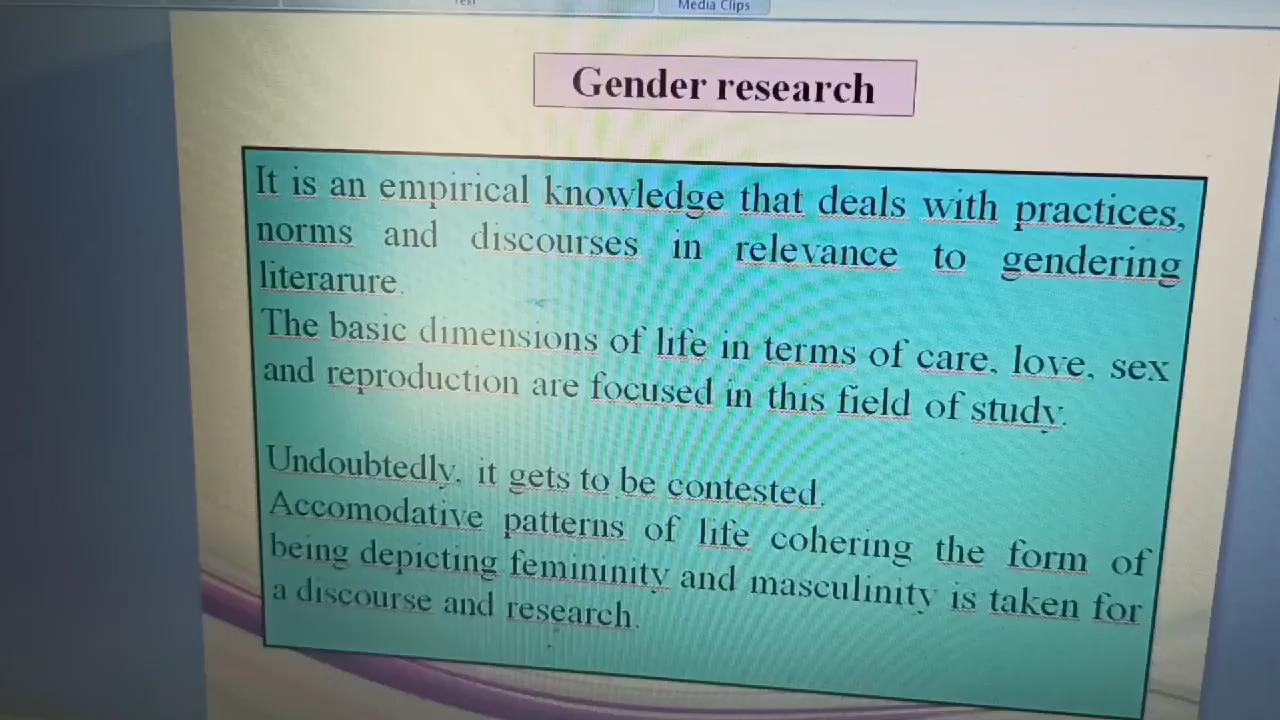 Text
Media Clips
Gender research
It is an empirical knowledge that deals with practices,
norms and discourses in relevance to gendering
literarure.
The basic dimensions of life in terms of care, love, sex
and reproduction are focused in this field of study.
Undoubtedly, it gets to be contested.
Accomodative patterns of life cohering the form of
being depicting femininity and masculinity is taken for
a discourse and research.